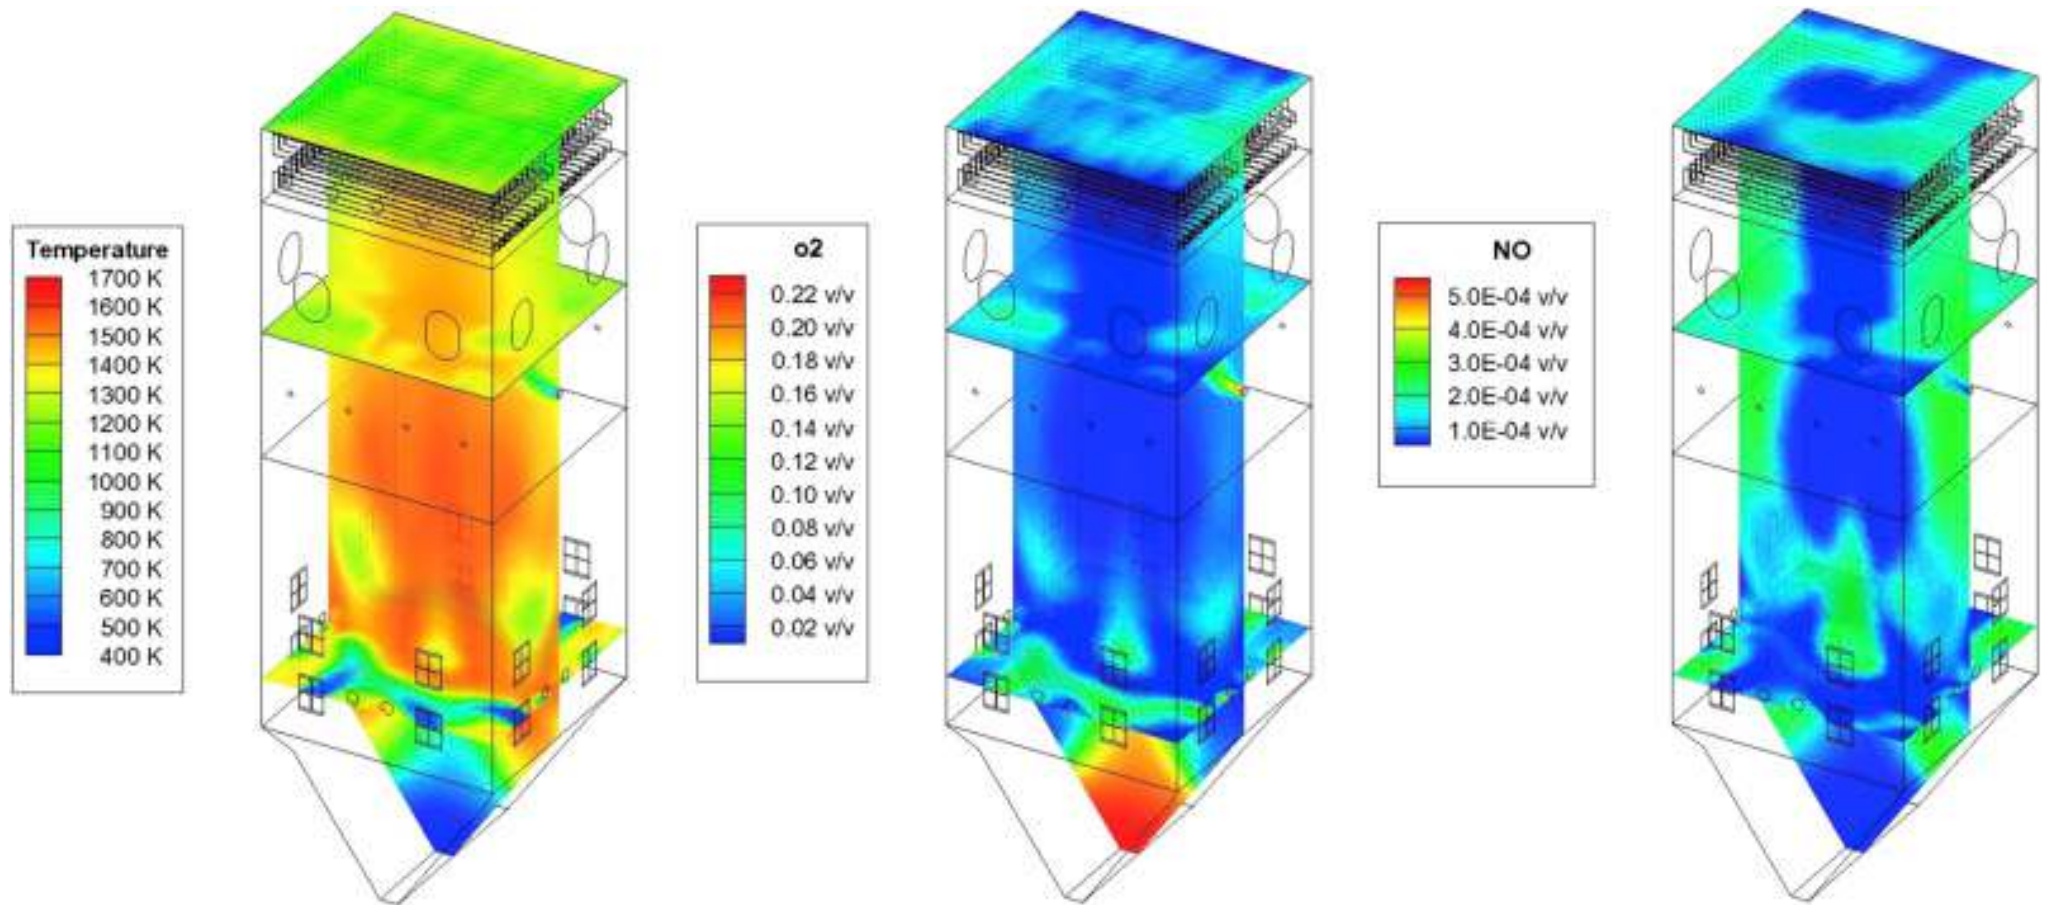 Temperature
1700 K
1600 K
1500 K
1400 K
1300 K
1200 K
1100 K
1000 K
900 K
800 K
700 K
600 K
500 K
400 K
o2
0.22 v/v
0.20 v/v
0.18 v/v
0.16 v/v
0.14 v/v
0.12 v/v
0.10 v/v
0.08 v/v
0.06 v/v
0.04 v/v
0.02 v/v
NO
5.0E-04 v/v
4.0E-04 v/v
3.0E-04 v/v
2.0E-04 v/v
1.0E-04 v/v